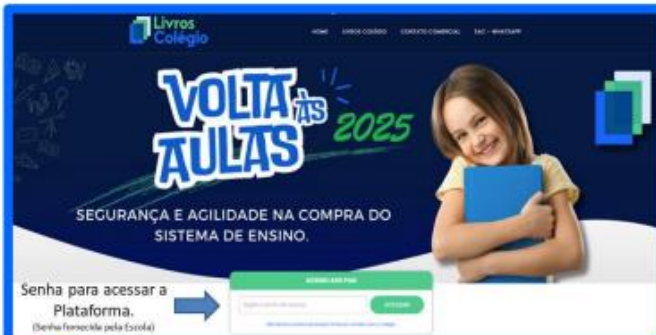 Livros
Colégio
HOME LIVROS COLÉGIO CONTATO COMERCIAL SAC - WHATSAPP
VOLTA ÀS
AULAS 2025
SEGURANÇA E AGILIDADE NA COMPRA DO
SISTEMA DE ENSINO.
Senha para acessar a
Plataforma.
(Senha fornecida pela Escola)
ACESSAR